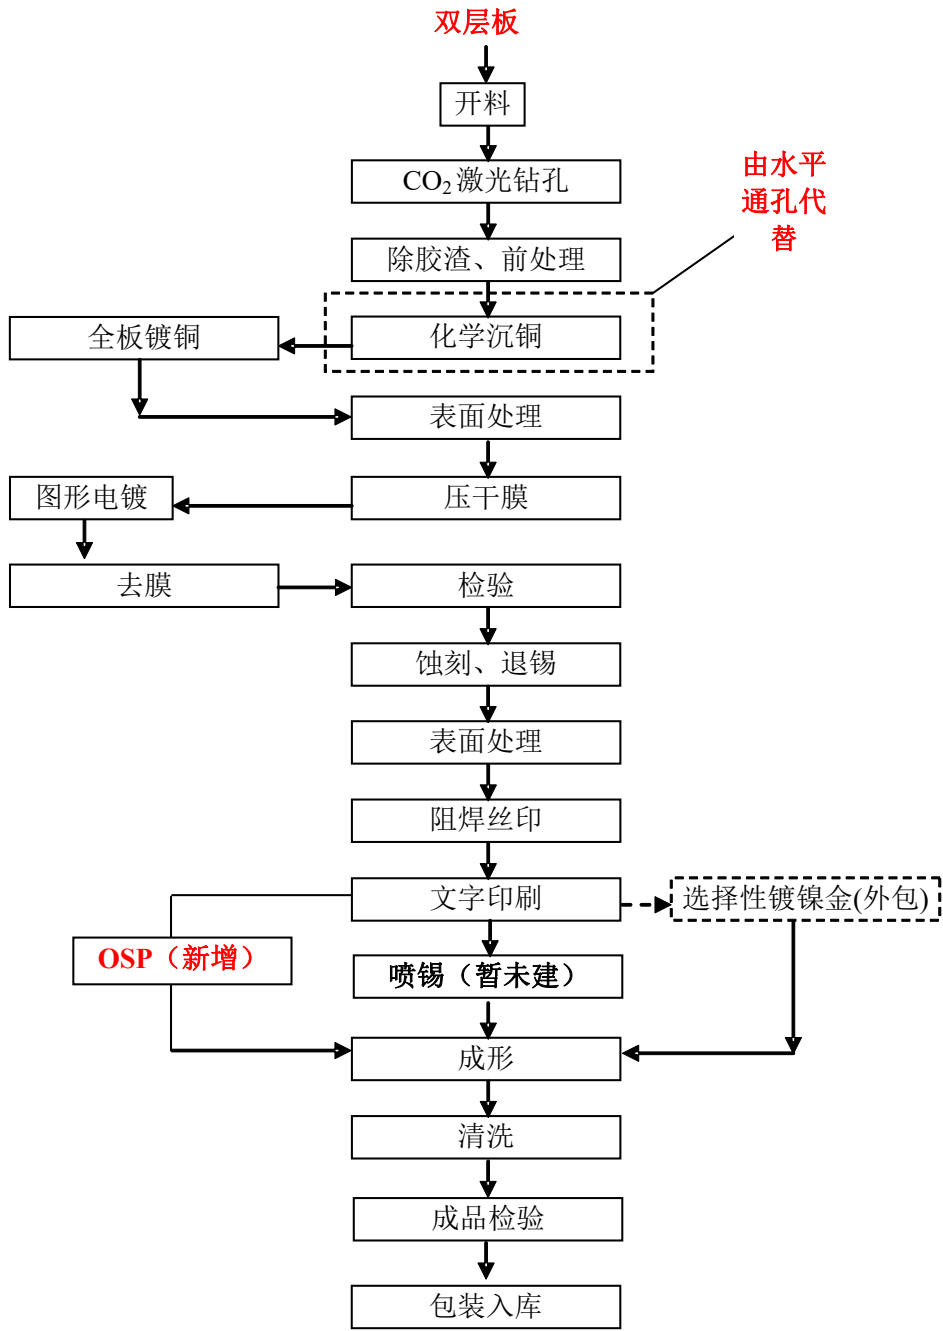 双层板
开料
由水平
通孔代
替
CO₂激光钻孔
除胶渣、前处理
全板镀铜
化学沉铜
表面处理
图形电镀
压干膜
去膜
检验
蚀刻、退锡
表面处理
阻焊丝印
文字印刷
选择性镀镍金(外包)
OSP（新增）
喷锡（暂未建）
成形
清洗
成品检验
包装入库